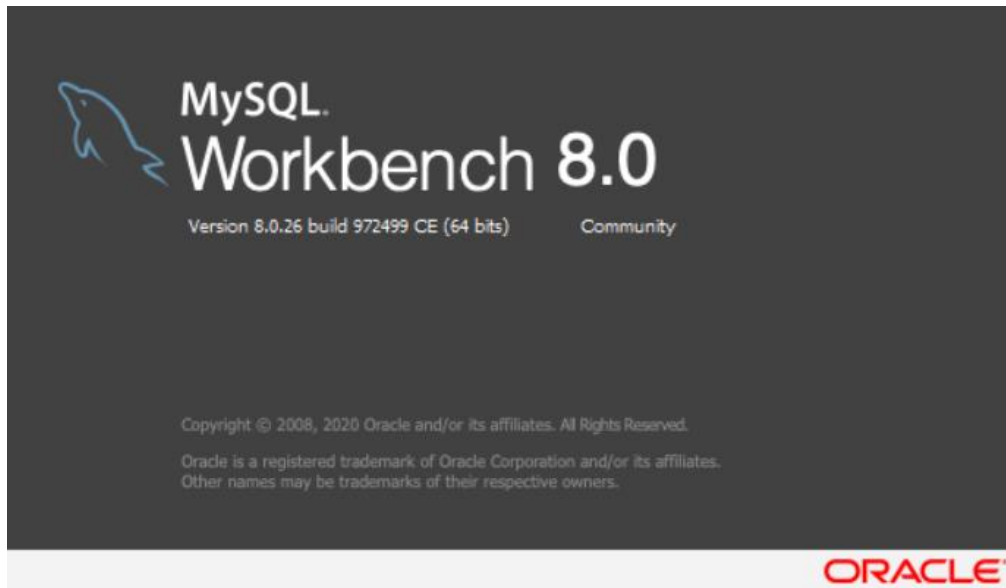 MySQL.
Workbench 8.0
Version 8.0.26 build 972499 CE (64 bits) Community
Copyright © 2008, 2020 Oracle and/or its affiliates. All Rights Reserved.
Oracle is a registered trademark of Oracle Corporation and/or its affiliates.
Other names may be trademarks of their respective owners.
ORACLE